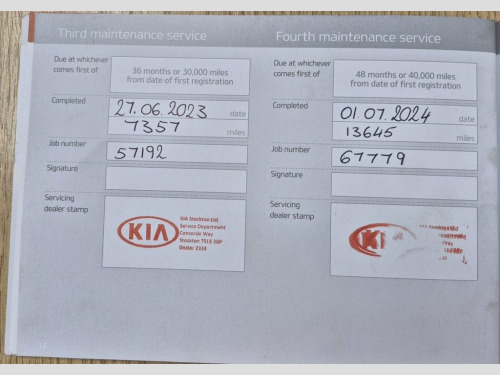 Third maintenance service
Due at whichever
comes first of
36 months or 30,000 miles
from date of first registration
Completed
27.06.2023 date
7357 miles
Job number
57192
Signature
Servicing
dealer stamp
KIA
KIA Stockton Ltd
Service Department
Concorde Way
Stockton TS18 3RP
Dealer
Fourth maintenance service
Due at whichever
comes first of
48 months or 40,000 miles
from date of first registration
Completed
01.07.2024 date
13645 miles
Job number
67779
Signature
Servicing
dealer stamp
KI